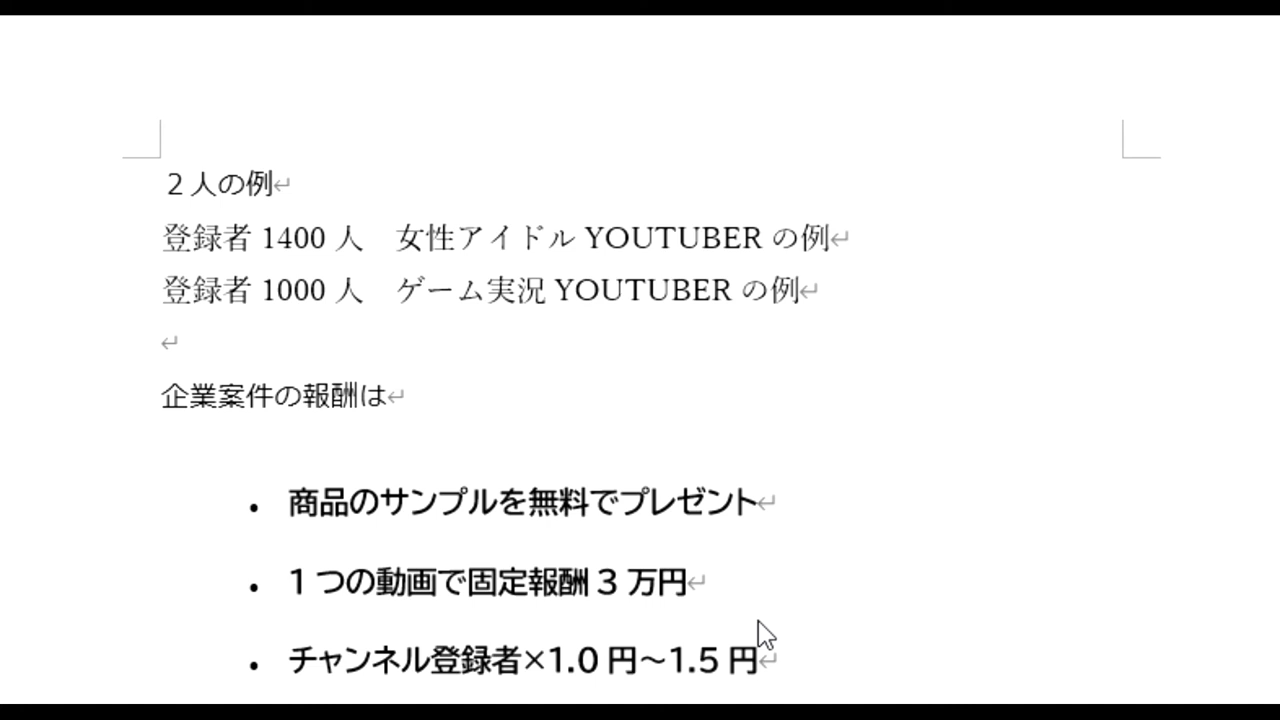 ２人の例
登録者 1400 人　女性アイドル YOUTUBER の例
登録者 1000 人　ゲーム実況 YOUTUBER の例
企業案件の報酬は
• 商品のサンプルを無料でプレゼント
• 1 つの動画で固定報酬 3 万円
• チャンネル登録者×1.0 円～1.5 円